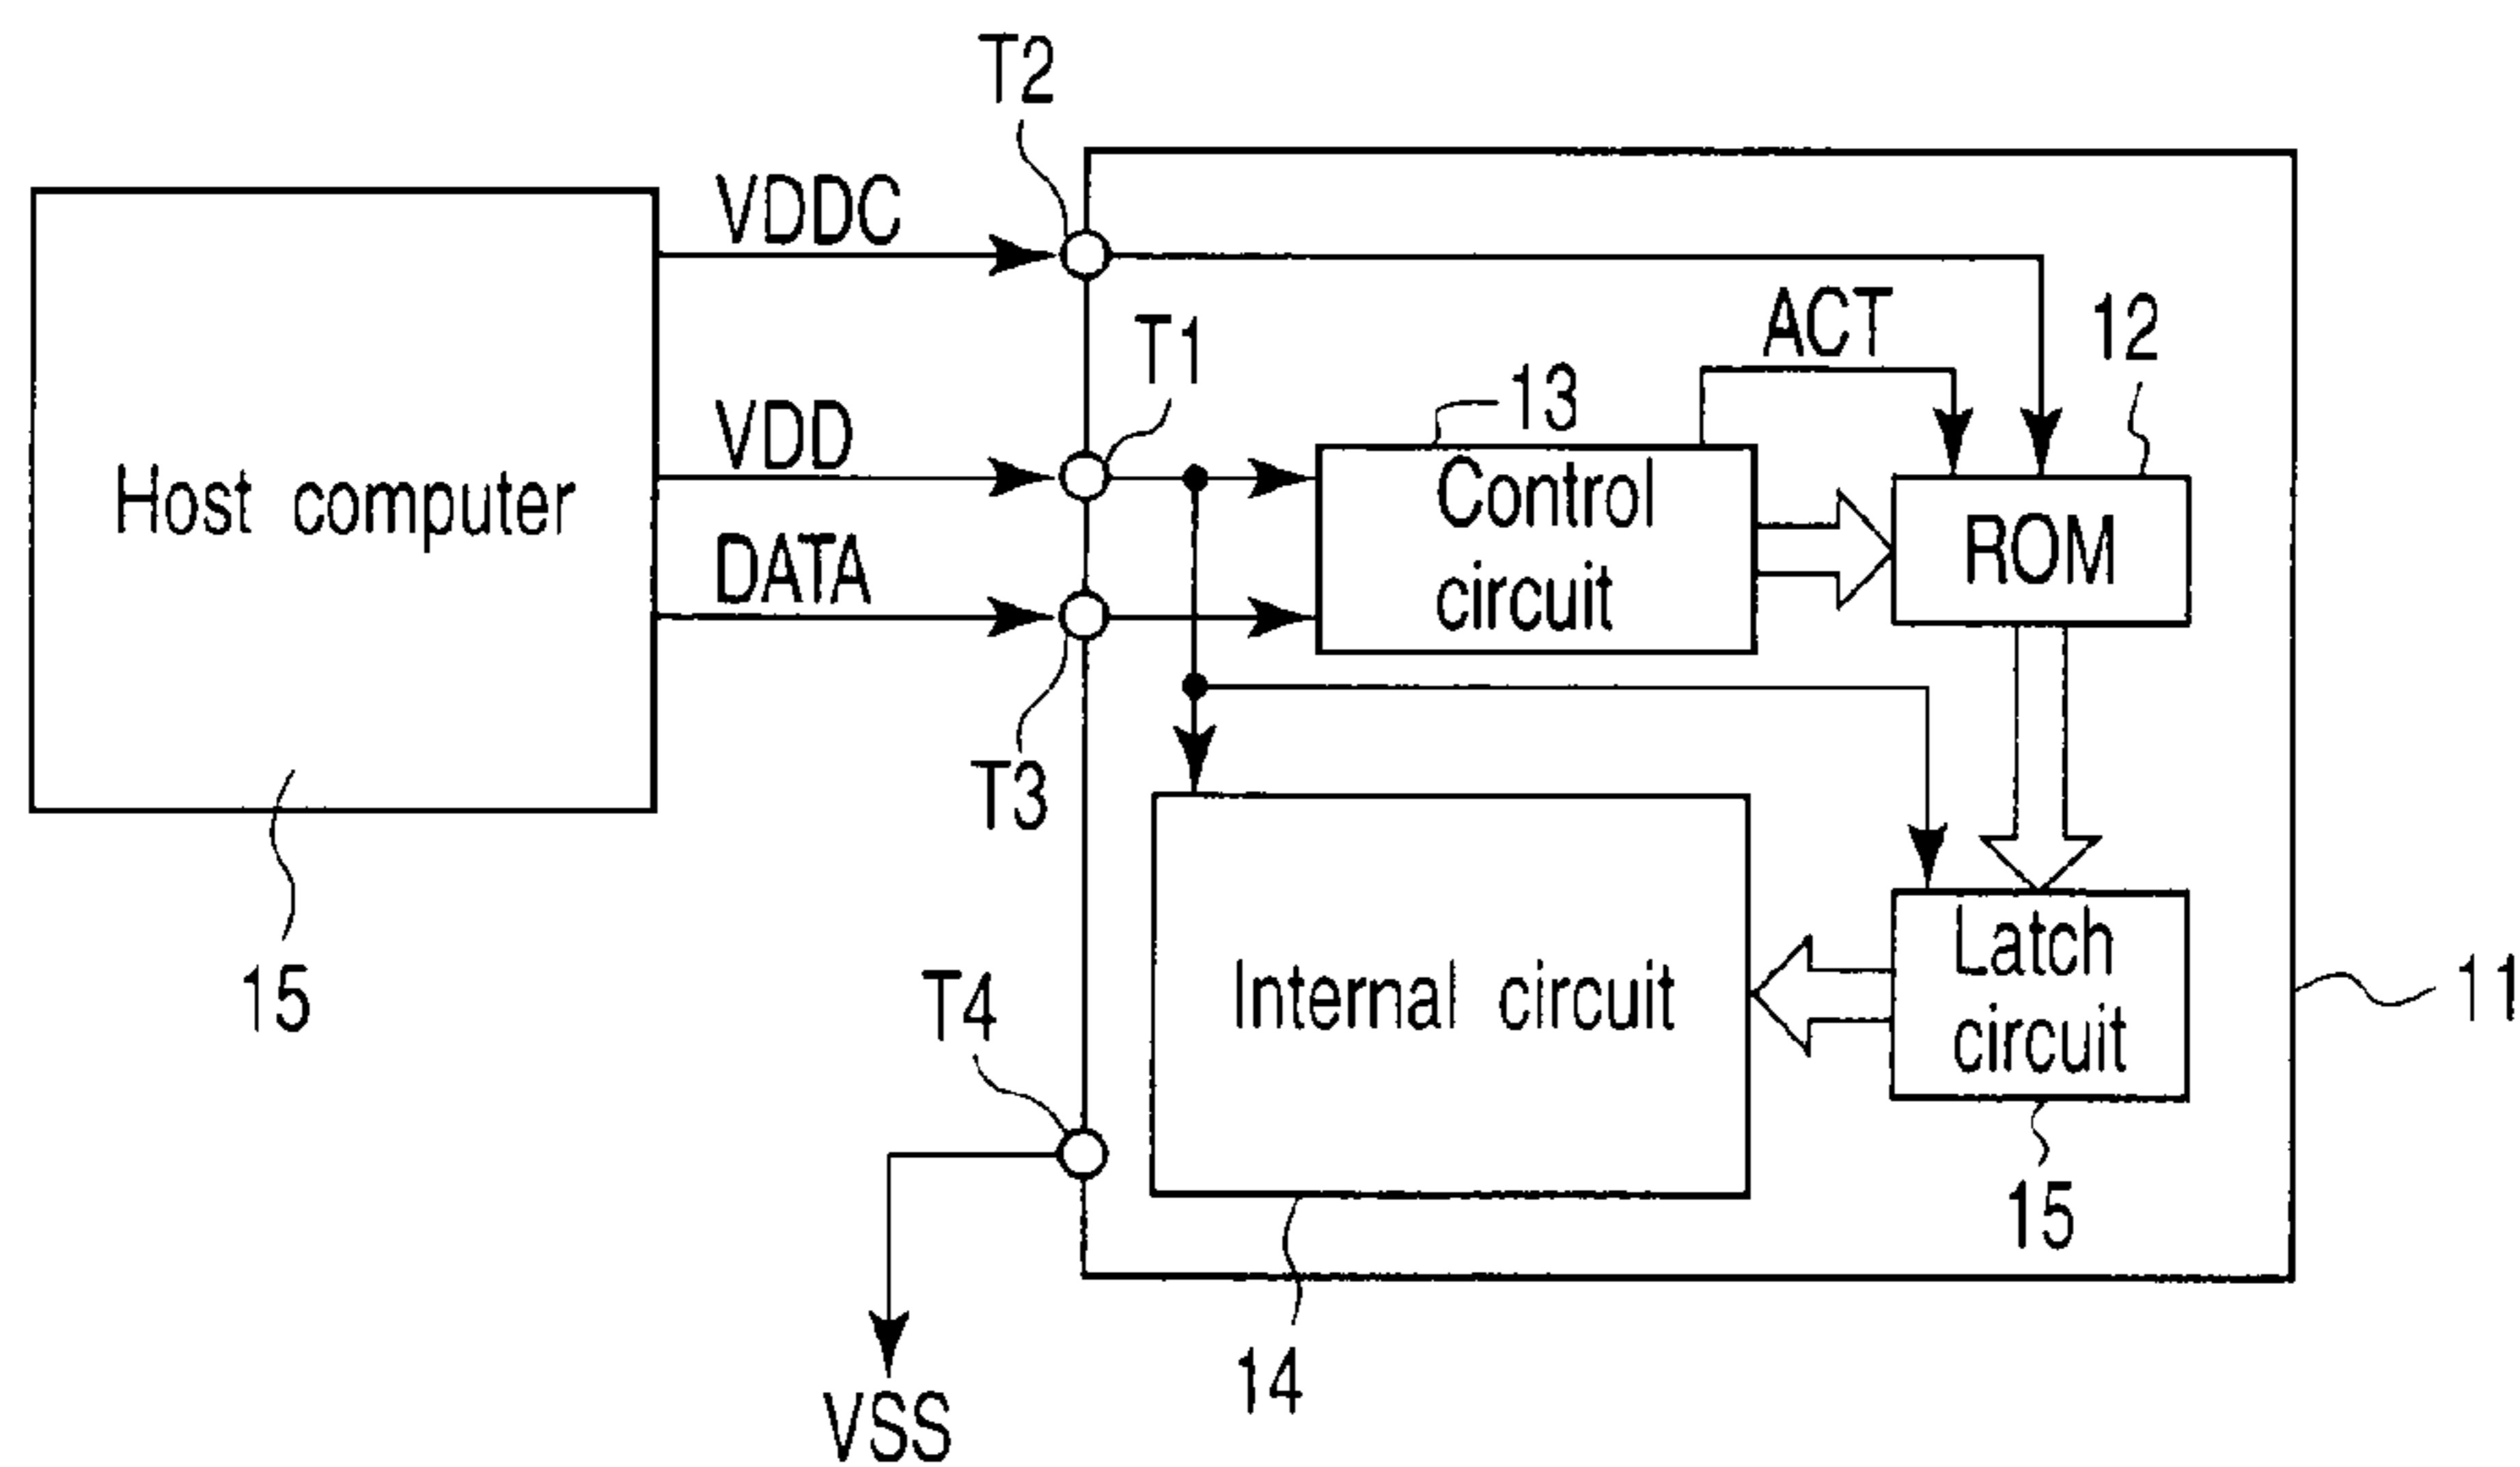 T2
VDDC
T1
ACT
12
13
VDD
Host computer
Control
circuit
ROM
DATA
T3
15
T4
Internal circuit
Latch
circuit
11
15
14
VSS